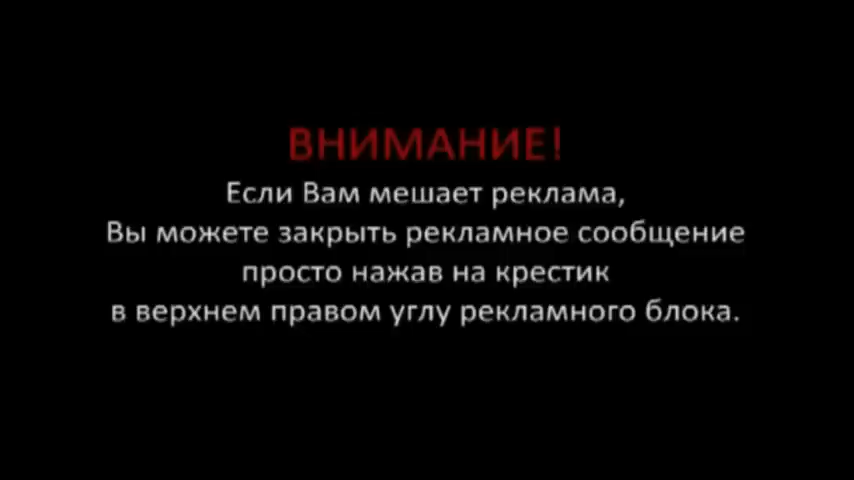 ВНИМАНИЕ!
Если Вам мешает реклама,
Вы можете закрыть рекламное сообщение
просто нажав на крестик
в верхнем правом углу рекламного блока.